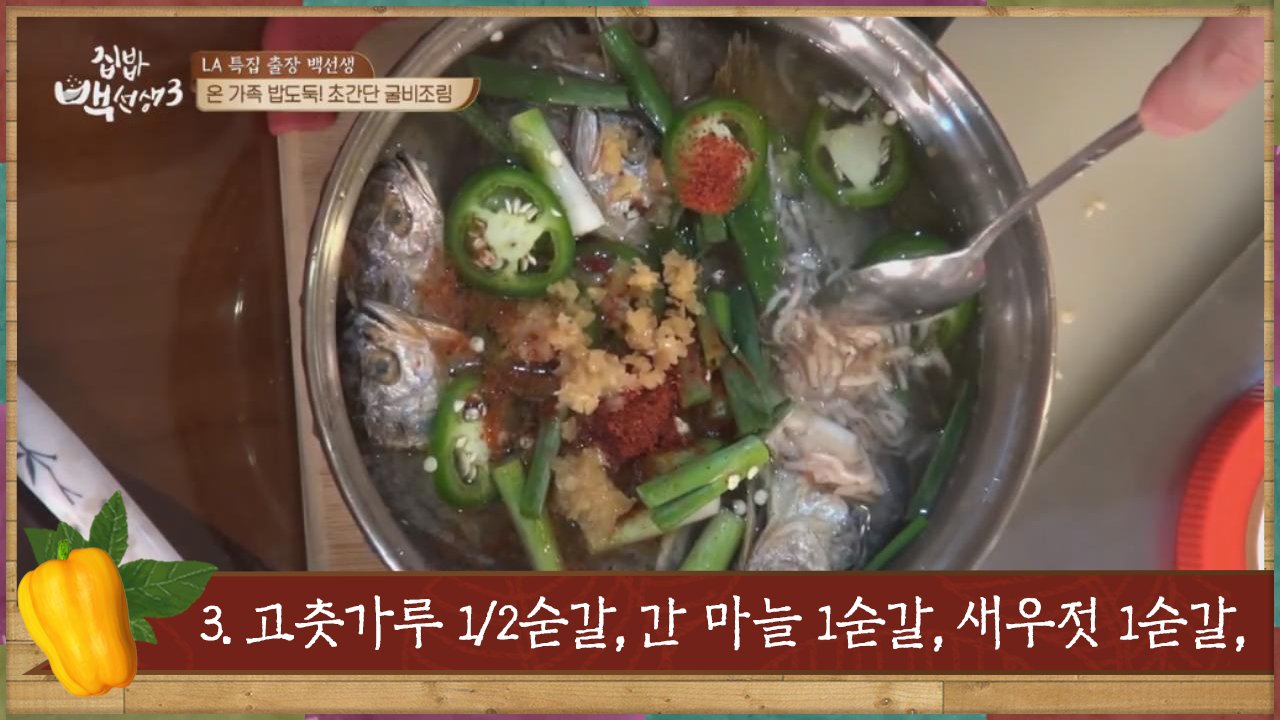 집밥
백선생3
LA 특집 출장 백선생
온 가족 밥도둑! 초간단 굴비조림
3. 고춧가루 1/2숟갈, 간 마늘 1숟갈, 새우젓 1숟갈,